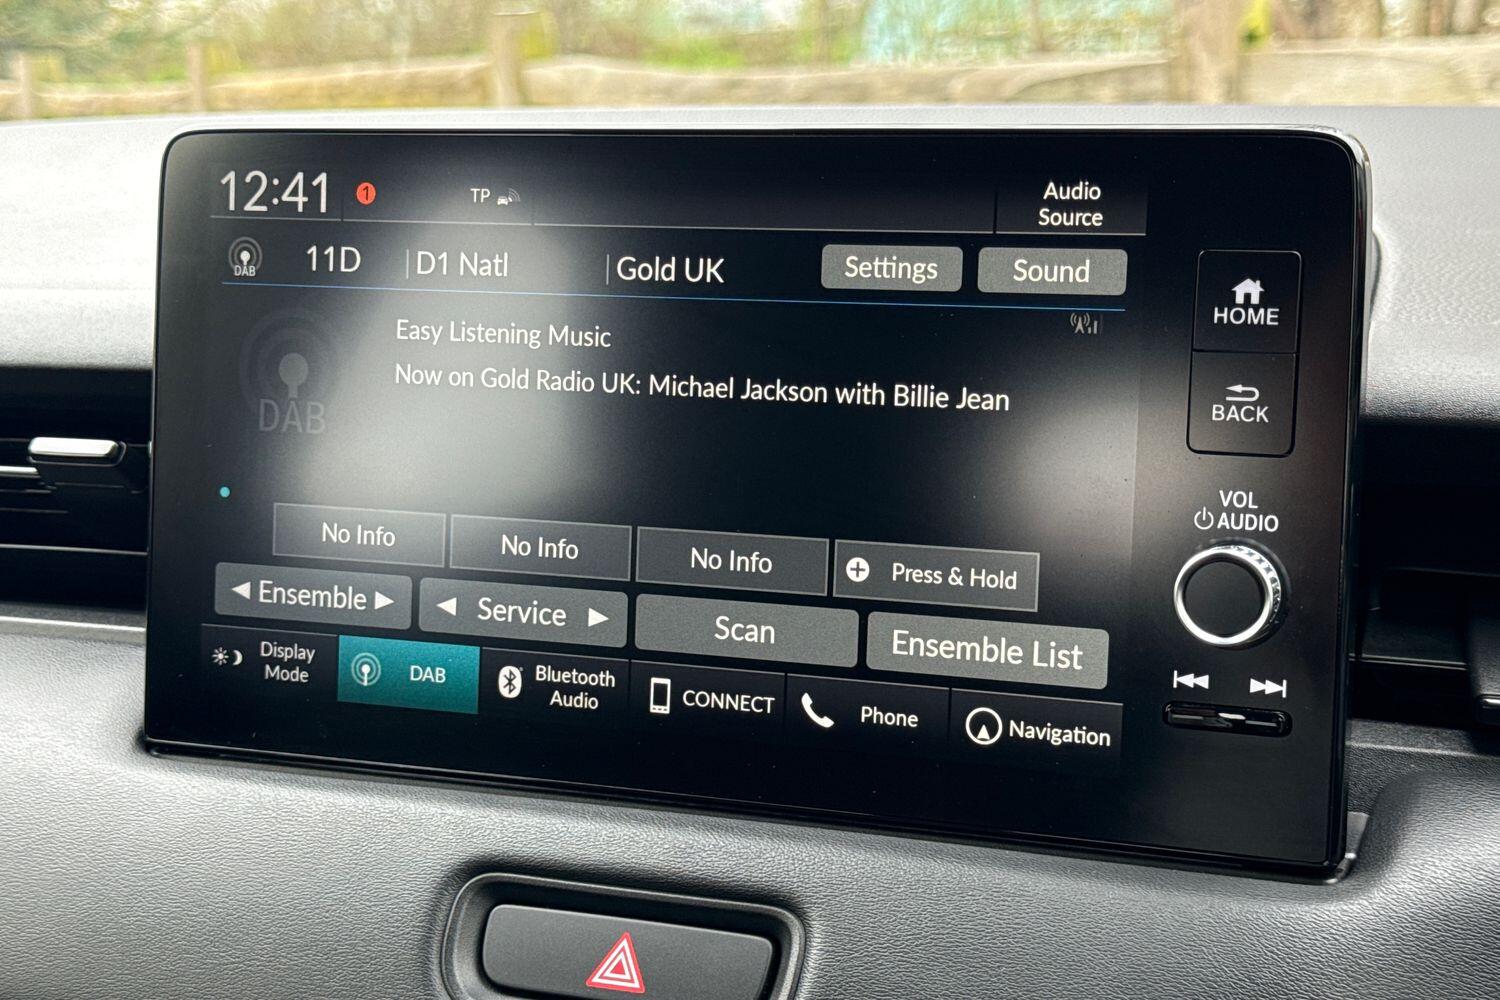 12:41
1
TP
Audio
Source
DAB
11D
D1 Natl
Gold UK
Settings
Sound
Easy Listening Music
Now on Gold Radio UK: Michael Jackson with Billie Jean
DAB
No Info
No Info
No Info
Press & Hold
Ensemble
Service
Scan
Ensemble List
Display
Mode
DAB
Bluetooth
Audio
CONNECT
Phone
Navigation
HOME
BACK
VOL
AUDIO